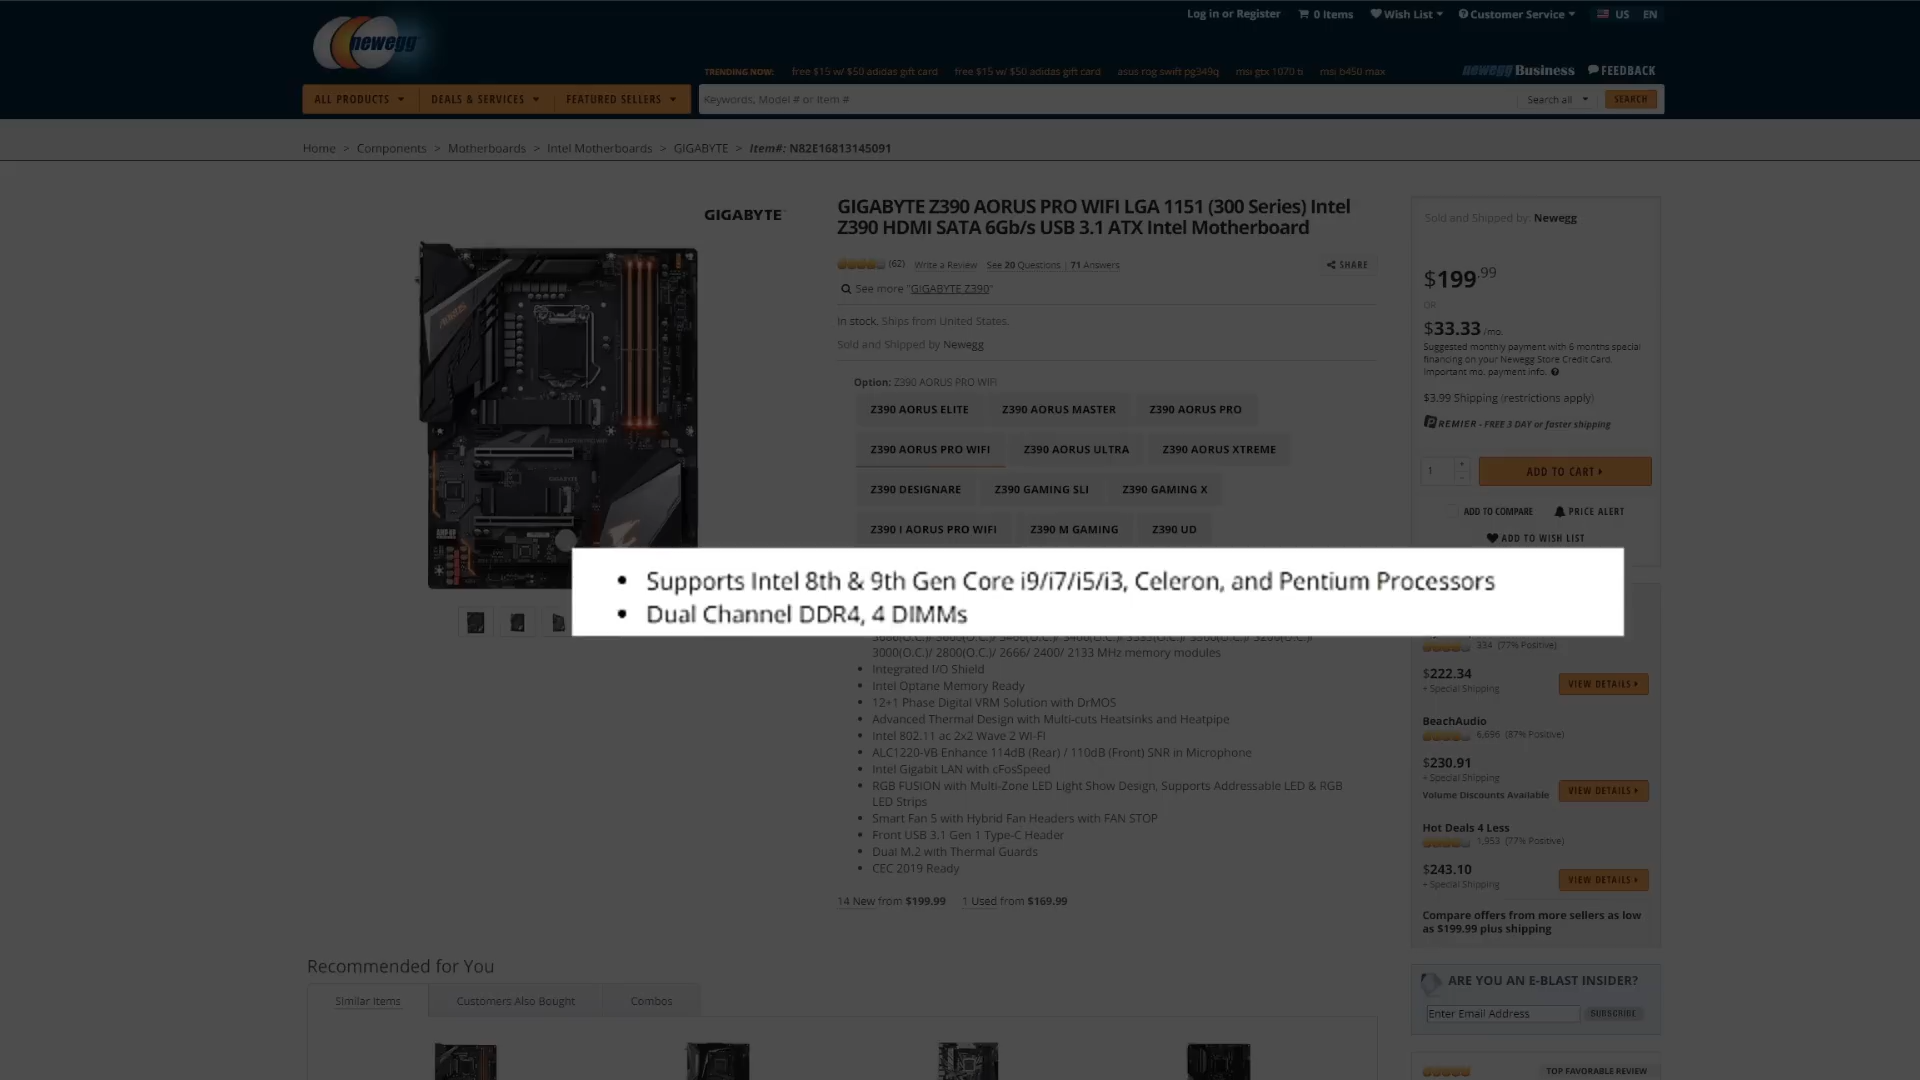 newegg
Log in or Register
0 Items
Wish List
Customer Service
US
EN
TRENDING NOW:
free $15 w/ $50 adidas gift card
free $15 w/ $50 adidas gift card
asus rog swift pg349q
msi gtx 1070 ti
msi b450 max
newegg Business
FEEDBACK
ALL PRODUCTS
DEALS & SERVICES
FEATURED SELLERS
Keywords, Model # or Item #
Search all
SEARCH
Home > Components > Motherboards > Intel Motherboards > GIGABYTE > Item#: N82E16813145091
GIGABYTE
GIGABYTE Z390 AORUS PRO WIFI LGA 1151 (300 Series) Intel
Z390 HDMI SATA 6Gb/s USB 3.1 ATX Intel Motherboard
(62) Write a Review See 20 Questions | 71 Answers
SHARE
See more "GIGABYTE Z390"
In stock. Ships from United States.
Sold and Shipped by Newegg
Option: Z390 AORUS PRO WIFI
Z390 AORUS ELITE
Z390 AORUS MASTER
Z390 AORUS PRO
Z390 AORUS PRO WIFI
Z390 AORUS ULTRA
Z390 AORUS XTREME
Z390 DESIGNARE
Z390 GAMING SLI
Z390 GAMING X
Z390 I AORUS PRO WIFI
Z390 M GAMING
Z390 UD
• Supports Intel 8th & 9th Gen Core i9/i7/i5/i3, Celeron, and Pentium Processors
• Dual Channel DDR4, 4 DIMMs
3000(O.C.)/ 2800(O.C.)/ 2666/ 2400/ 2133 MHz memory modules
• Integrated I/O Shield
• Intel Optane Memory Ready
• 12+1 Phase Digital VRM Solution with DrMOS
• Advanced Thermal Design with Multi-cuts Heatsinks and Heatpipe
• Intel 802.11 ac 2x2 Wave 2 WI-FI
• ALC1220-VB Enhance 114dB (Rear) / 110dB (Front) SNR in Microphone
• Intel Gigabit LAN with cFosSpeed
• RGB FUSION with Multi-Zone LED Light Show Design, Supports Addressable LED & RGB
LED Strips
• Smart Fan 5 with Hybrid Fan Headers with FAN STOP
• Front USB 3.1 Gen 1 Type-C Header
• Dual M.2 with Thermal Guards
• CEC 2019 Ready
14 New from $199.99 1 Used from $169.99
Sold and Shipped by: Newegg
$199.99
OR
$33.33 /mo.
Suggested monthly payment with 6 months special
financing on your Newegg Store Credit Card.
Important mo. payment info.
$3.99 Shipping (restrictions apply)
PREMIER - FREE 3 DAY or faster shipping
1
ADD TO CART
ADD TO COMPARE
PRICE ALERT
ADD TO WISH LIST
334 (77% Positive)
$222.34
+ Special Shipping
VIEW DETAILS
BeachAudio
6,696 (87% Positive)
$230.91
+ Special Shipping
Volume Discounts Available
VIEW DETAILS
Hot Deals 4 Less
1,953 (77% Positive)
$243.10
+ Special Shipping
VIEW DETAILS
Compare offers from more sellers as low
as $199.99 plus shipping
Recommended for You
Similar Items
Customers Also Bought
Combos
ARE YOU AN E-BLAST INSIDER?
Enter Email Address
SUBSCRIBE
TOP FAVORABLE REVIEW